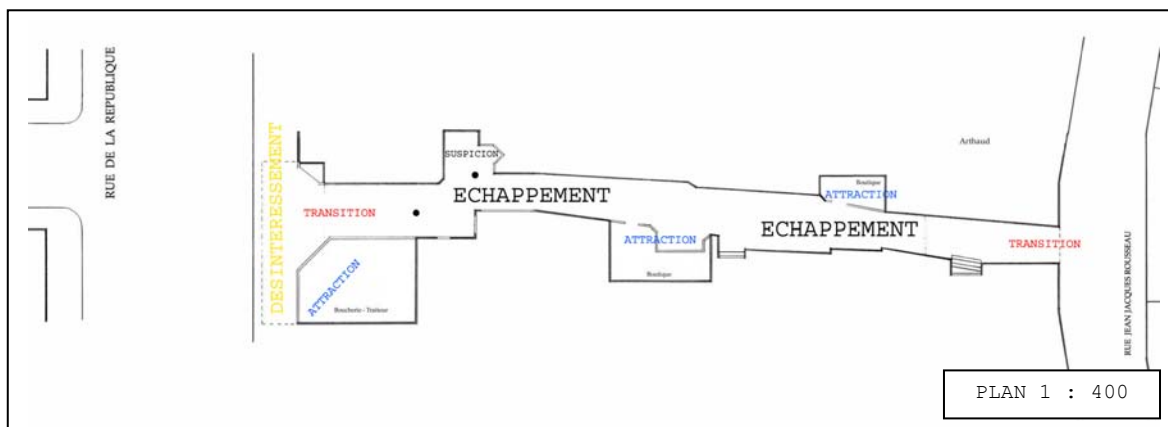 RUE DE LA REPUBLIQUE
DESINTERESSEMENT
TRANSITION
ATTRACTION
Boucherie - Traiteur
SUSPICION
ECHAPPEMENT
ATTRACTION
Boutique
Boutique
ATTRACTION
ECHAPPEMENT
Arthaud
TRANSITION
RUE JEAN JACQUES ROUSSEAU
PLAN 1 : 400